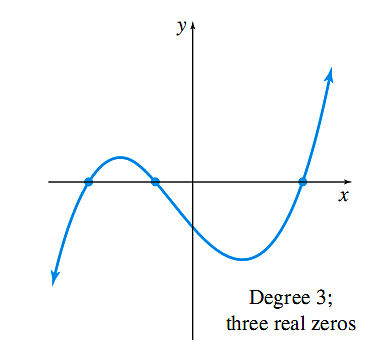 y
x
Degree 3;
three real zeros